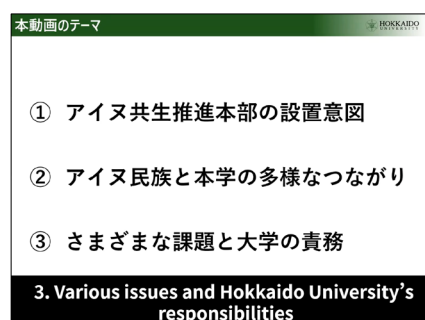 本動画のテーマ
HOKKAIDO
UNIVERSITY
① アイヌ共生推進本部の設置意図
② アイヌ民族と本学の多様なつながり
③ さまざまな課題と大学の責務
3. Various issues and Hokkaido University's
responsibilities